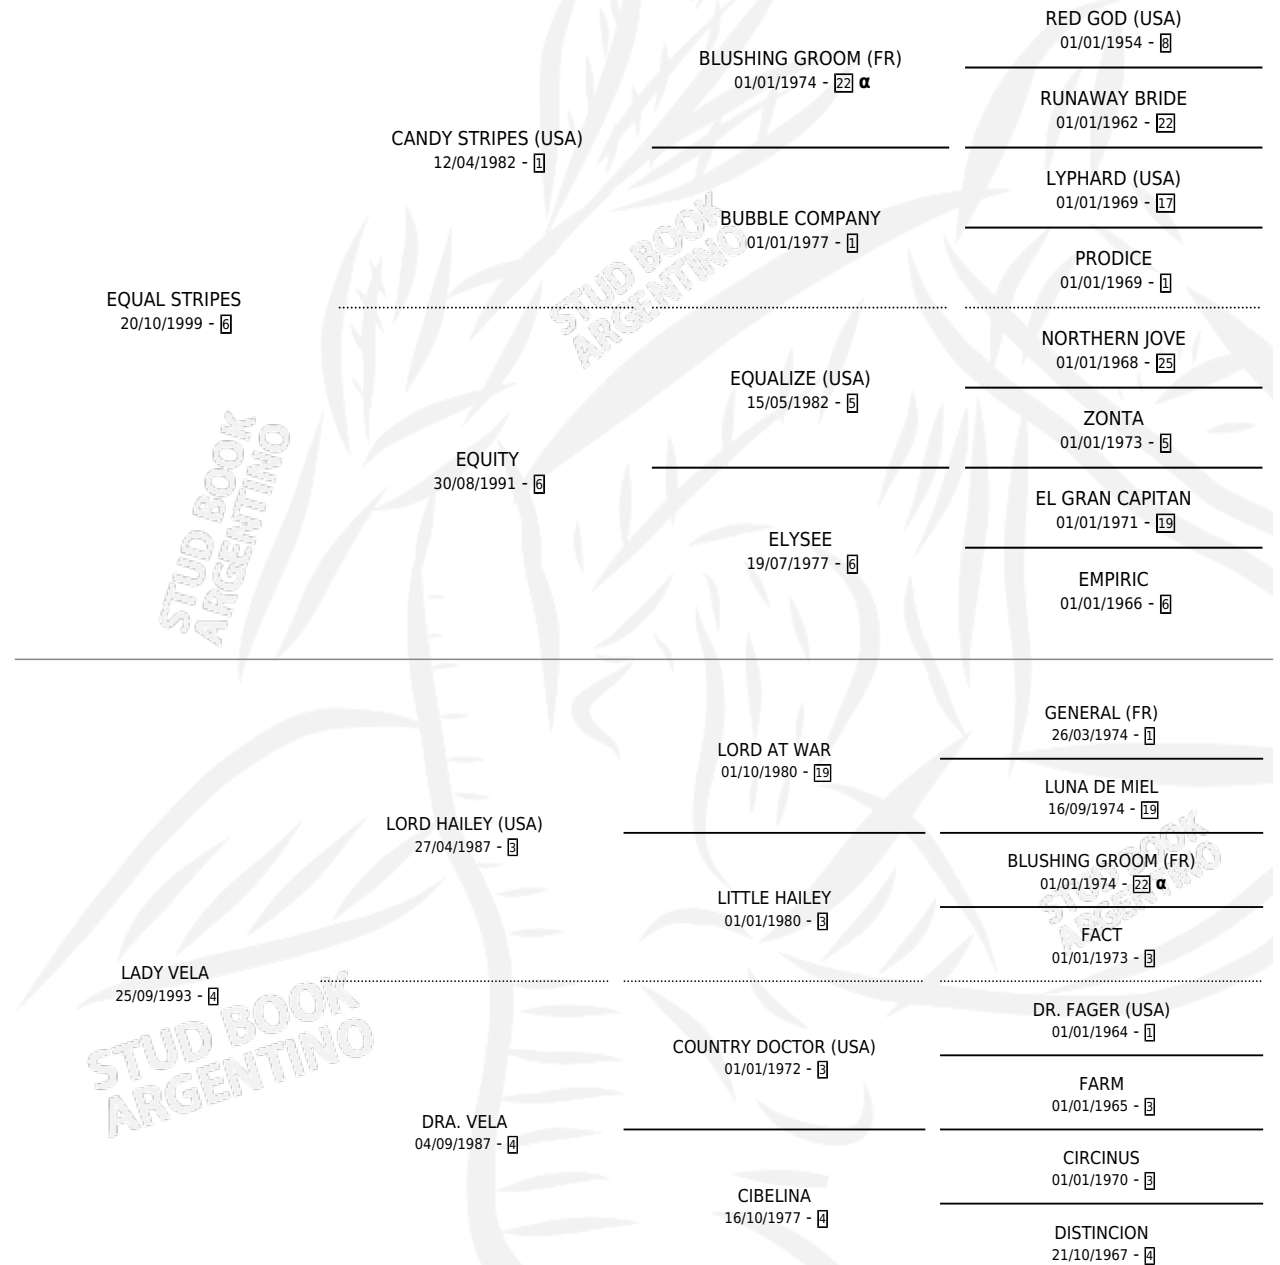 RED GOD (USA)
01/01/1954 - 8
BLUSHING GROOM (FR)
01/01/1974 - 22 α
RUNAWAY BRIDE
01/01/1962 - 22
CANDY STRIPES (USA)
12/04/1982 - 1
LYPHARD (USA)
01/01/1969 - 17
BUBBLE COMPANY
01/01/1977 - 1
PRODICE
01/01/1969 - 1
EQUAL STRIPES
20/10/1999 - 6
NORTHERN JOVE
01/01/1968 - 25
EQUALIZE (USA)
15/05/1982 - 5
ZONTA
01/01/1973 - 5
EQUITY
30/08/1991 - 6
EL GRAN CAPITAN
01/01/1971 - 19
ELYSEE
19/07/1977 - 6
EMPIRIC
01/01/1966 - 6
STUD BOOK
ARGENTINO
STUD BOOK
ARGENTINO
GENERAL (FR)
26/03/1974 - 1
LORD AT WAR
01/10/1980 - 19
LUNA DE MIEL
16/09/1974 - 19
LORD HAILEY (USA)
27/04/1987 - 3
BLUSHING GROOM (FR)
01/01/1974 - 22 α
LITTLE HAILEY
01/01/1980 - 3
FACT
01/01/1973 - 3
LADY VELA
25/09/1993 - 4
DR. FAGER (USA)
01/01/1964 - 1
COUNTRY DOCTOR (USA)
01/01/1972 - 3
FARM
01/01/1965 - 3
DRA. VELA
04/09/1987 - 4
CIRCINUS
01/01/1970 - 3
CIBELINA
16/10/1977 - 4
DISTINCION
21/10/1967 - 4
STUD BOOK
ARGENTINO
STUD BOOK
ARGENTINO